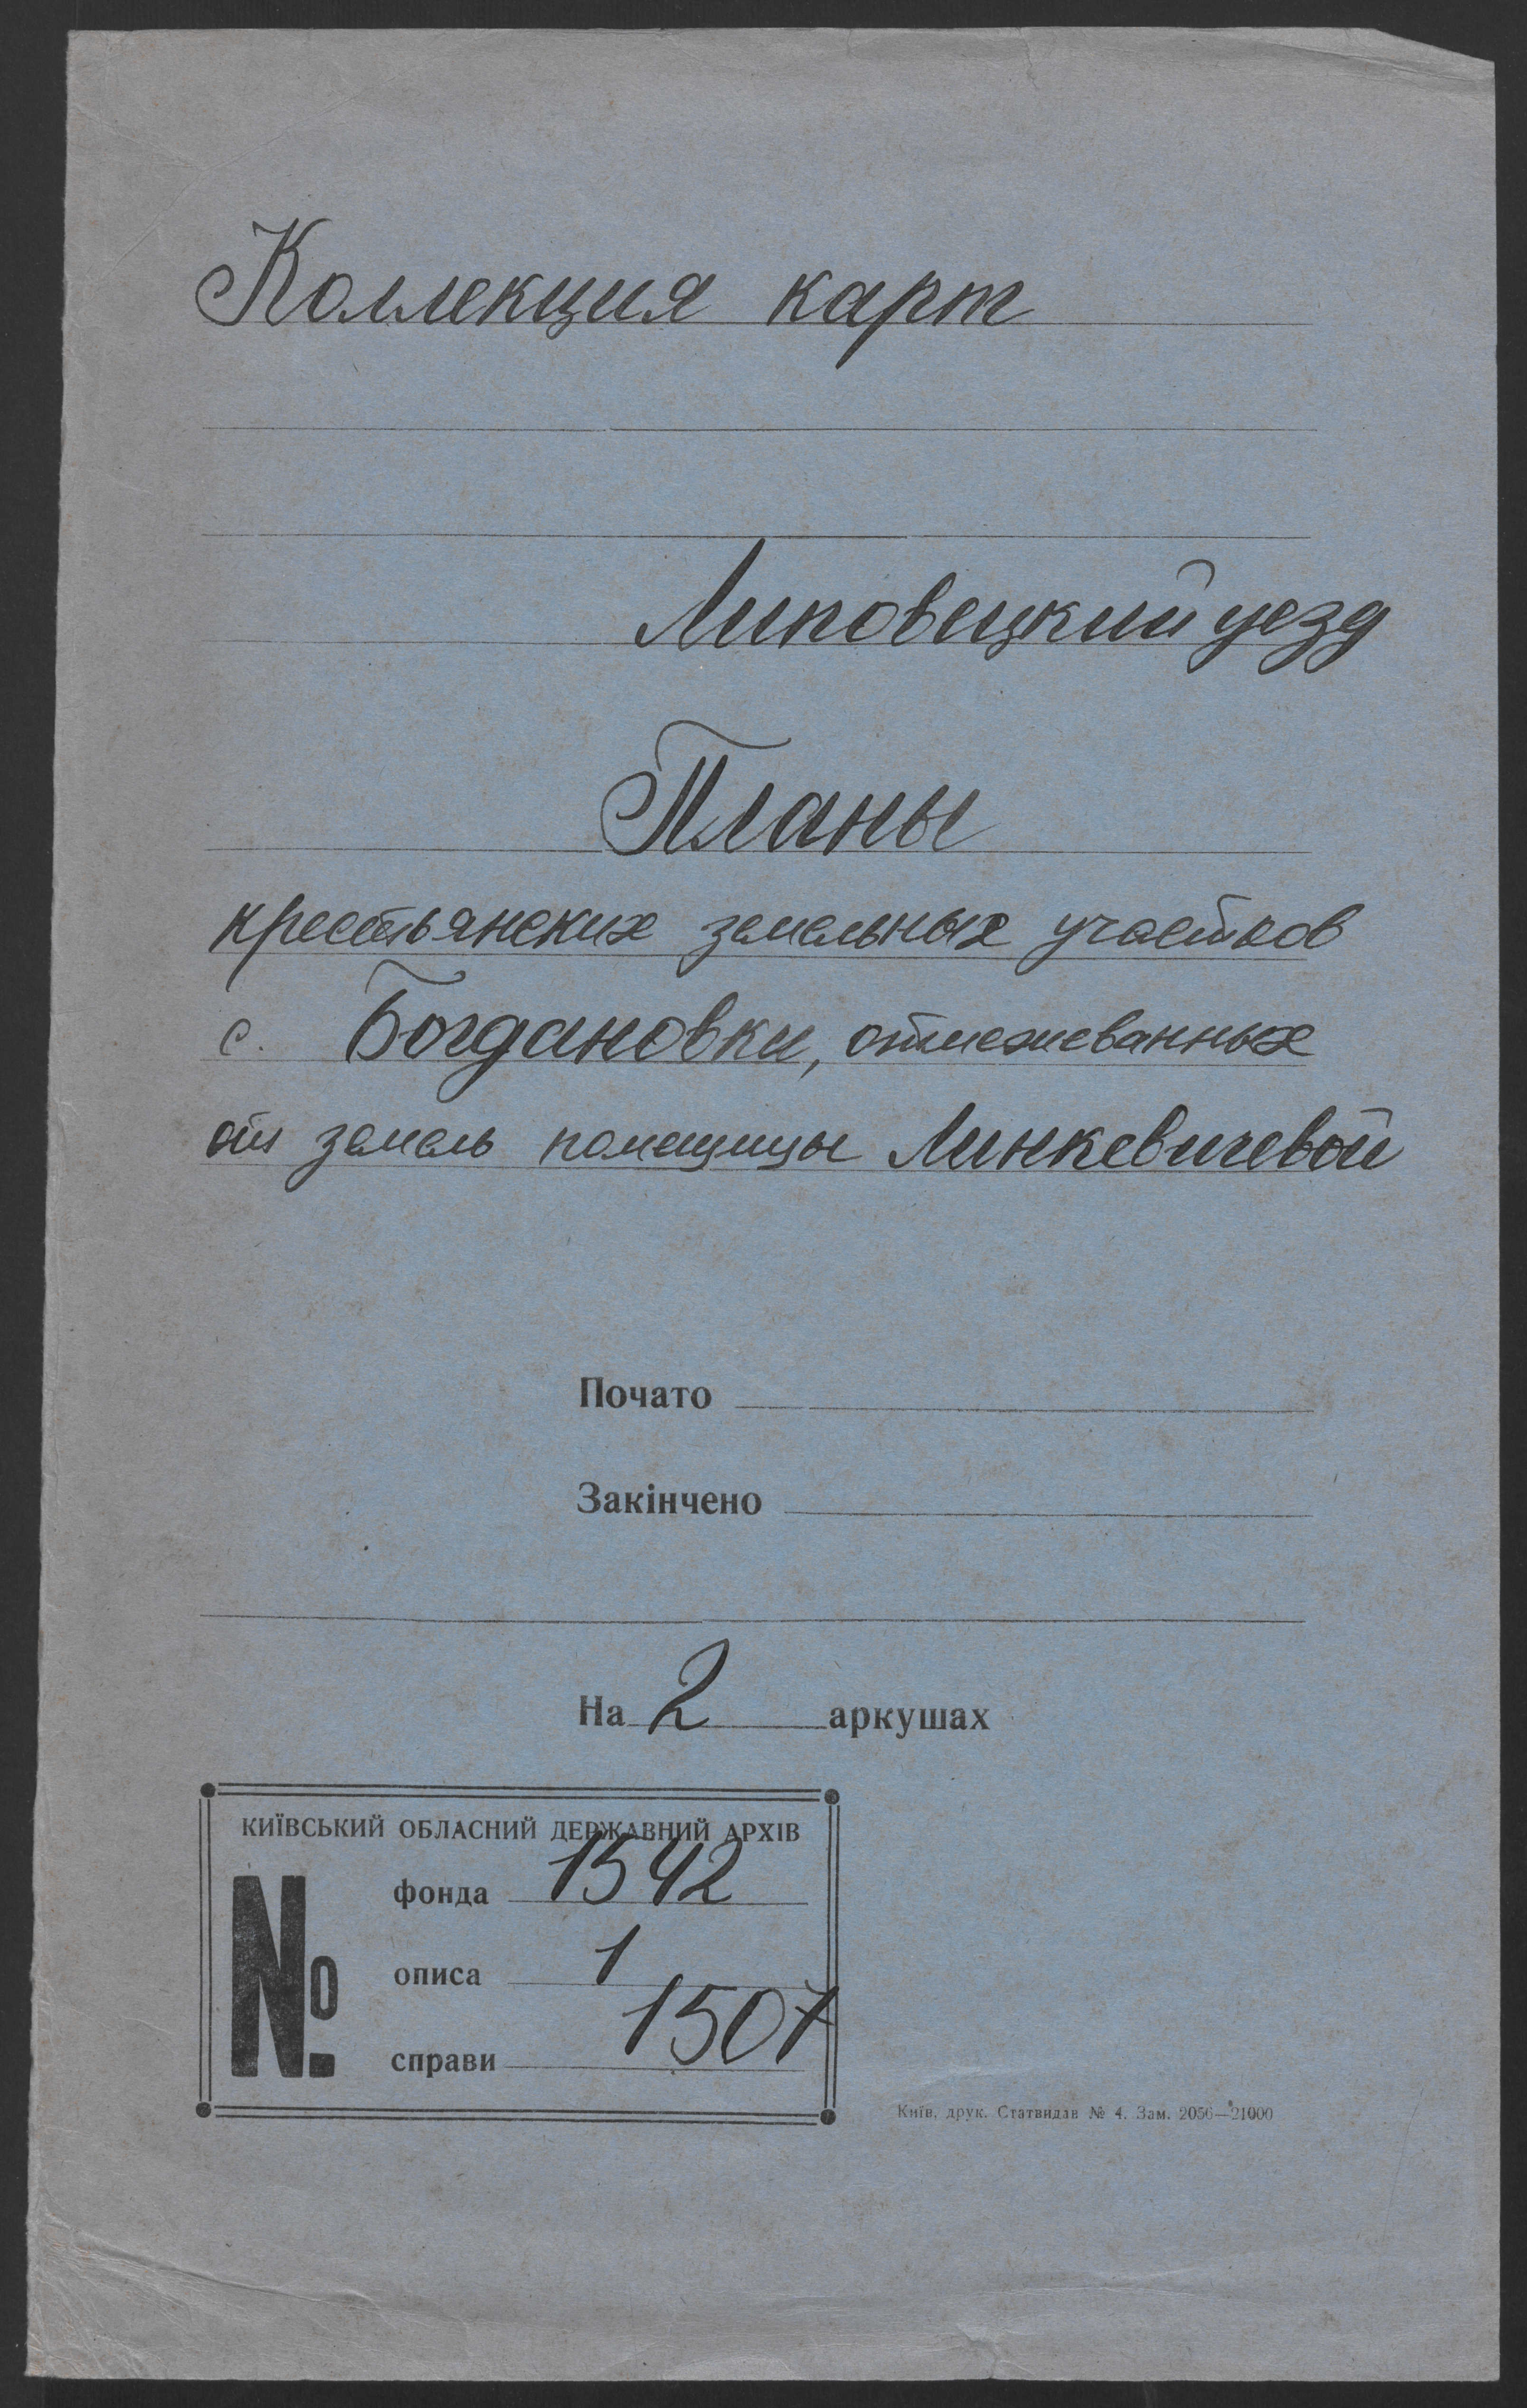 Коллекция карт
Липовецкий уезд
Планы
крестьянских земельных участков
с. Богдановки, отмежеванных
от земель помещицы Линкевичевой
Почато
Закінчено
На 2 аркушах
КИЇВСЬКИЙ ОБЛАСНИЙ ДЕРЖАВНИЙ АРХІВ
№ фонда 1542
описа 1
справи 1507
Київ, друк. Статвидав № 4. Зам. 2056—21000